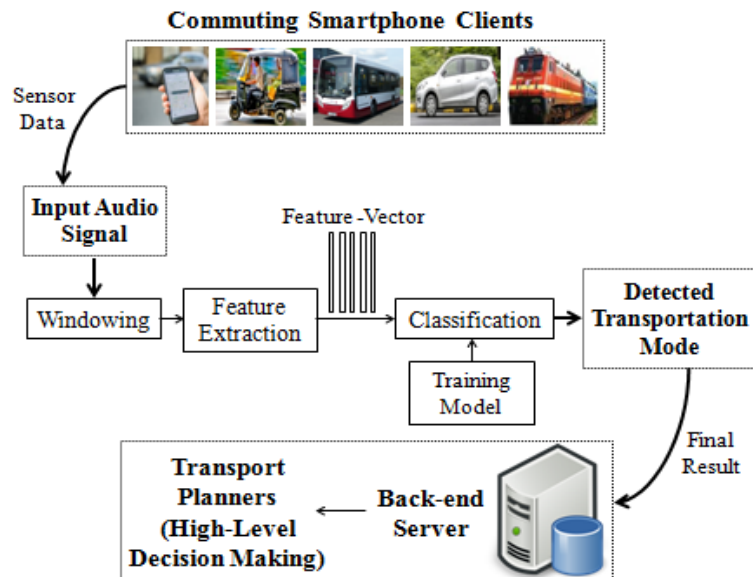 Commuting Smartphone Clients
Sensor
Data
Input Audio
Signal
Feature -Vector
Windowing
Feature
Extraction
Classification
Detected
Transportation
Mode
Training
Model
Final
Result
Transport
Planners
(High-Level
Decision Making)
Back-end
Server